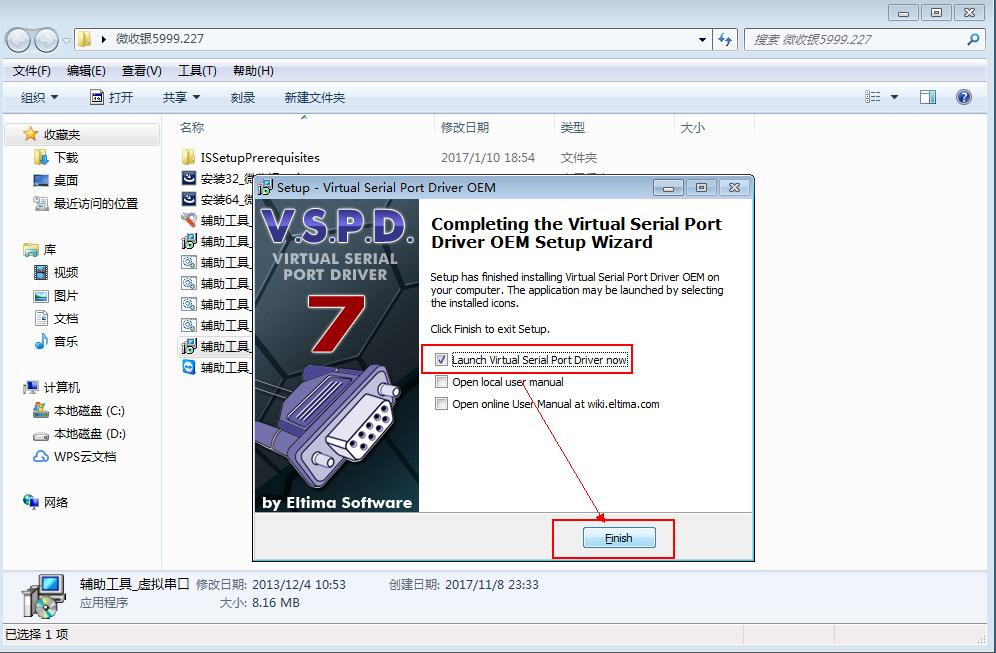 微收银5999.227
搜索 微收银5999.227
文件(F) 编辑(E) 查看(V) 工具(T) 帮助(H)
组织 打开 共享 刻录 新建文件夹
名称 修改日期 类型 大小
收藏夹
下载
桌面
最近访问的位置
库
视频
图片
文档
音乐
计算机
本地磁盘 (C:)
本地磁盘 (D:)
WPS云文档
网络
ISSetupPrerequisites 2017/1/10 18:54 文件夹
安装32_
安装64_
辅助工具_
辅助工具_
辅助工具_
辅助工具_
辅助工具_
辅助工具_
辅助工具_
辅助工具_
Setup - Virtual Serial Port Driver OEM
V.S.P.D.
VIRTUAL SERIAL
PORT DRIVER
7
by Eltima Software
Completing the Virtual Serial Port
Driver OEM Setup Wizard
Setup has finished installing Virtual Serial Port Driver OEM on
your computer. The application may be launched by selecting
the installed icons.
Click Finish to exit Setup.
Launch Virtual Serial Port Driver now
Open local user manual
Open online User Manual at wiki.eltima.com
Finish
辅助工具_虚拟串口 修改日期: 2013/12/4 10:53 创建日期: 2017/11/8 23:33
应用程序 大小: 8.16 MB
已选择 1 项